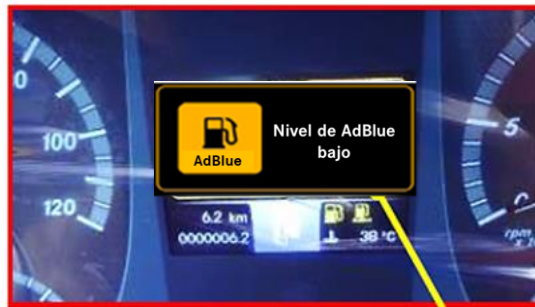 100
120
AdBlue
Nivel de AdBlue
bajo
6.2 km
0000006.2
38 °C
5
rpm